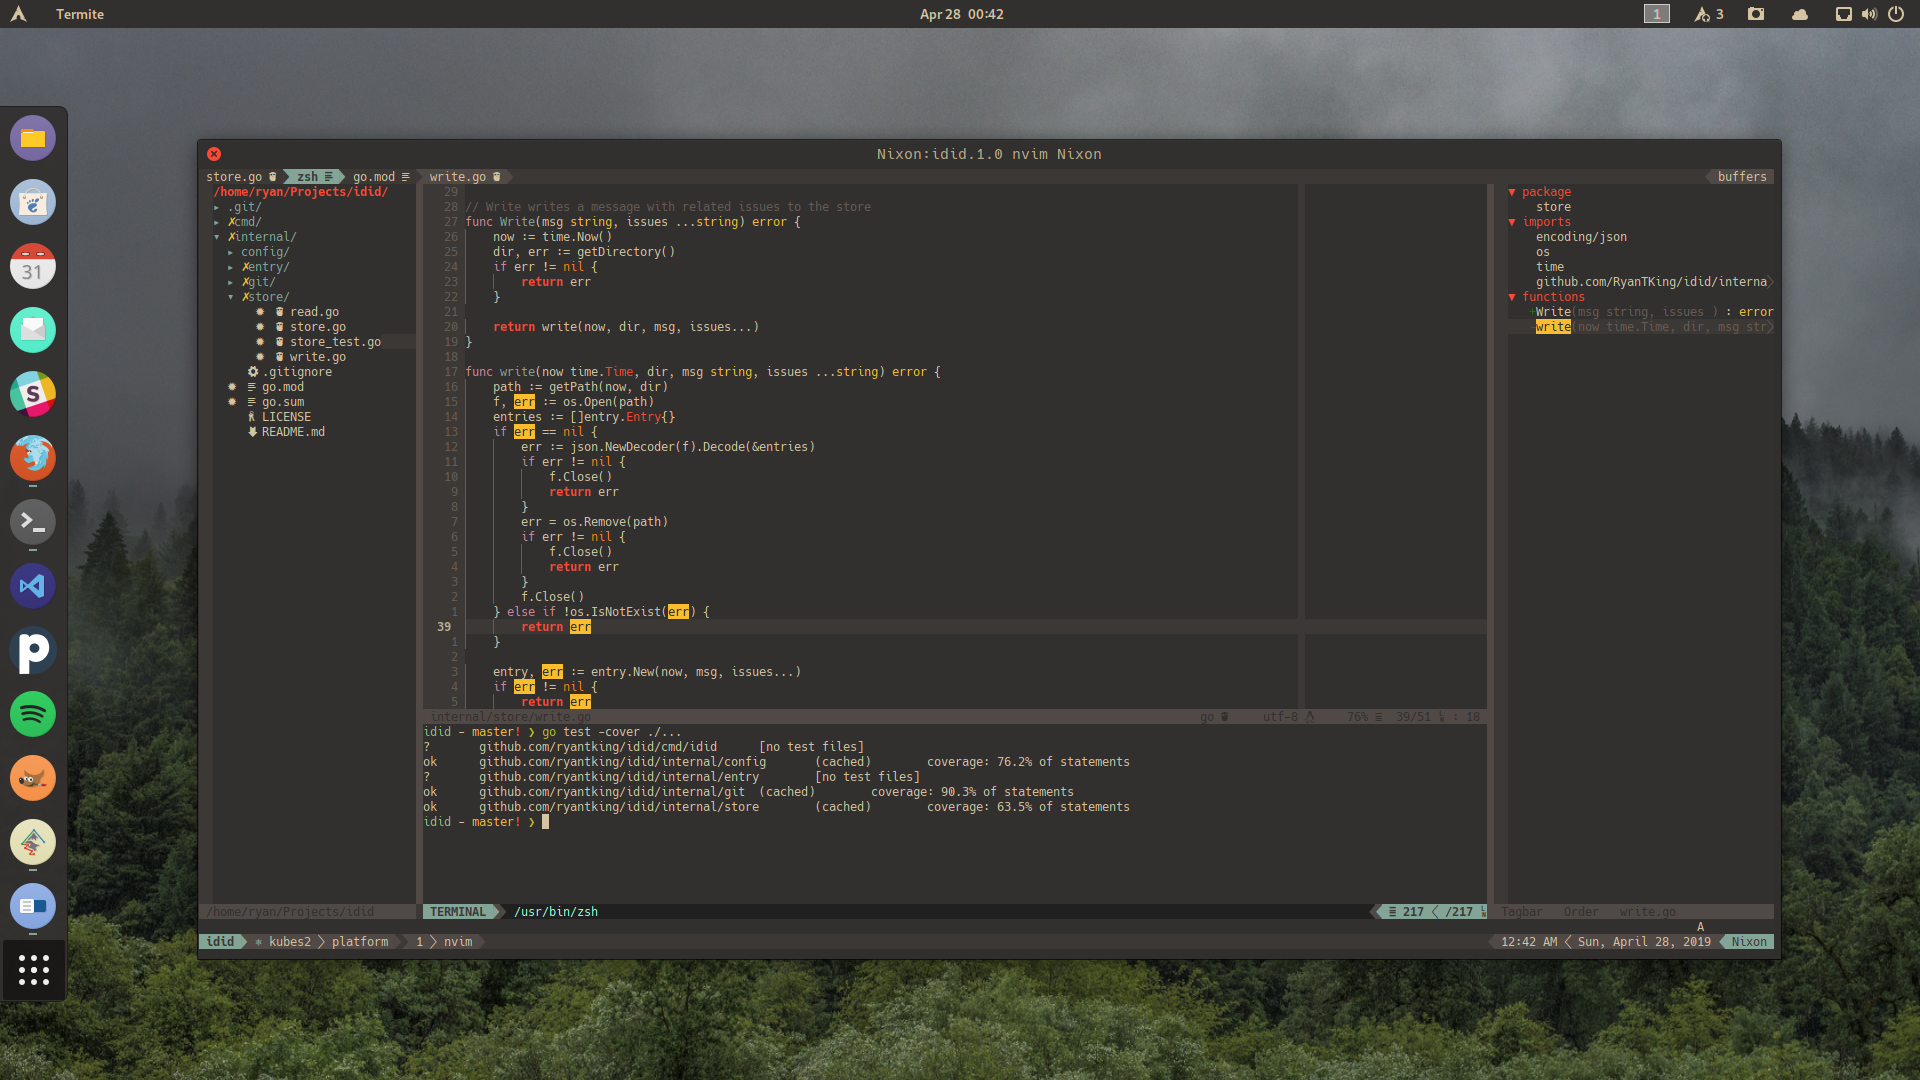 Termite
Apr 28 00:42
1
3
31
Nixon:idid.1.0 nvim Nixon
store.go zsh go.mod write.go buffers
/home/ryan/Projects/idid/
▸ .git/
▸ ✗cmd/
▾ ✗internal/
▸ config/
▸ ✗entry/
▸ ✗git/
▾ ✗store/
read.go
store.go
store_test.go
write.go
.gitignore
go.mod
go.sum
LICENSE
README.md
/home/ryan/Projects/idid
29
28 // Write writes a message with related issues to the store
27 func Write(msg string, issues ...string) error {
26 now := time.Now()
25 dir, err := getDirectory()
24 if err != nil {
23 return err
22 }
21
20 return write(now, dir, msg, issues...)
19 }
18
17 func write(now time.Time, dir, msg string, issues ...string) error {
16 path := getPath(now, dir)
15 f, err := os.Open(path)
14 entries := []entry.Entry{}
13 if err == nil {
12 err := json.NewDecoder(f).Decode(&entries)
11 if err != nil {
10 f.Close()
9 return err
8 }
7 err = os.Remove(path)
6 if err != nil {
5 f.Close()
4 return err
3 }
2 f.Close()
1 } else if !os.IsNotExist(err) {
39 return err
1 }
2
3 entry, err := entry.New(now, msg, issues...)
4 if err != nil {
5 return err
internal/store/write.go go utf-8 76% 39/51 : 18
idid - master! ❯ go test -cover ./...
? github.com/ryantking/idid/cmd/idid [no test files]
ok github.com/ryantking/idid/internal/config (cached) coverage: 76.2% of statements
? github.com/ryantking/idid/internal/entry [no test files]
ok github.com/ryantking/idid/internal/git (cached) coverage: 90.3% of statements
ok github.com/ryantking/idid/internal/store (cached) coverage: 63.5% of statements
idid - master! ❯
TERMINAL /usr/bin/zsh 217 /217
▼ package
store
▼ imports
encoding/json
os
time
github.com/RyanTKing/idid/interna
▼ functions
+Write(msg string, issues ) : error
-write(now time.Time, dir, msg str
Tagbar Order write.go
A
idid kubes2 platform 1 nvim 12:42 AM Sun, April 28, 2019 Nixon